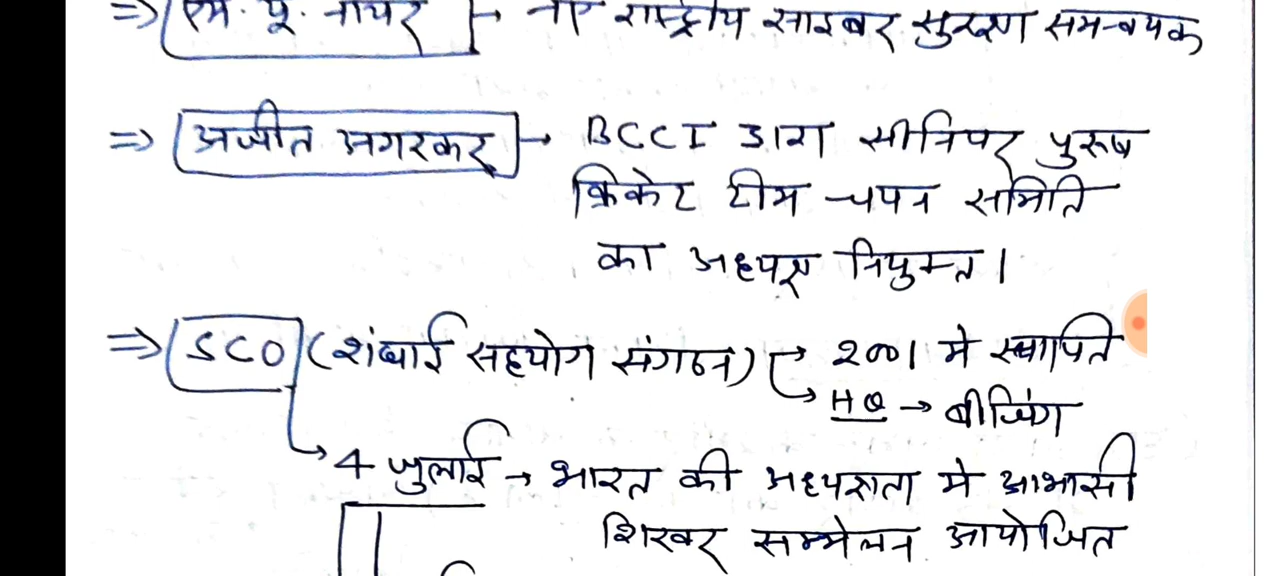 ⇒ एम. यू. नायर → नए राष्ट्रीय साइबर सुरक्षा समन्वयक
⇒ अजीत अगरकर → BCCI द्वारा सीनियर पुरूष
क्रिकेट टीम चयन समिति
का अध्यक्ष नियुक्त।
⇒ SCO (शंघाई सहयोग संगठन) → 2001 मे स्थापित
→ HQ → बीजिंग
→ 4 जुलाई → भारत की अध्यक्षता मे आभासी
शिखर सम्मेलन आयोजित